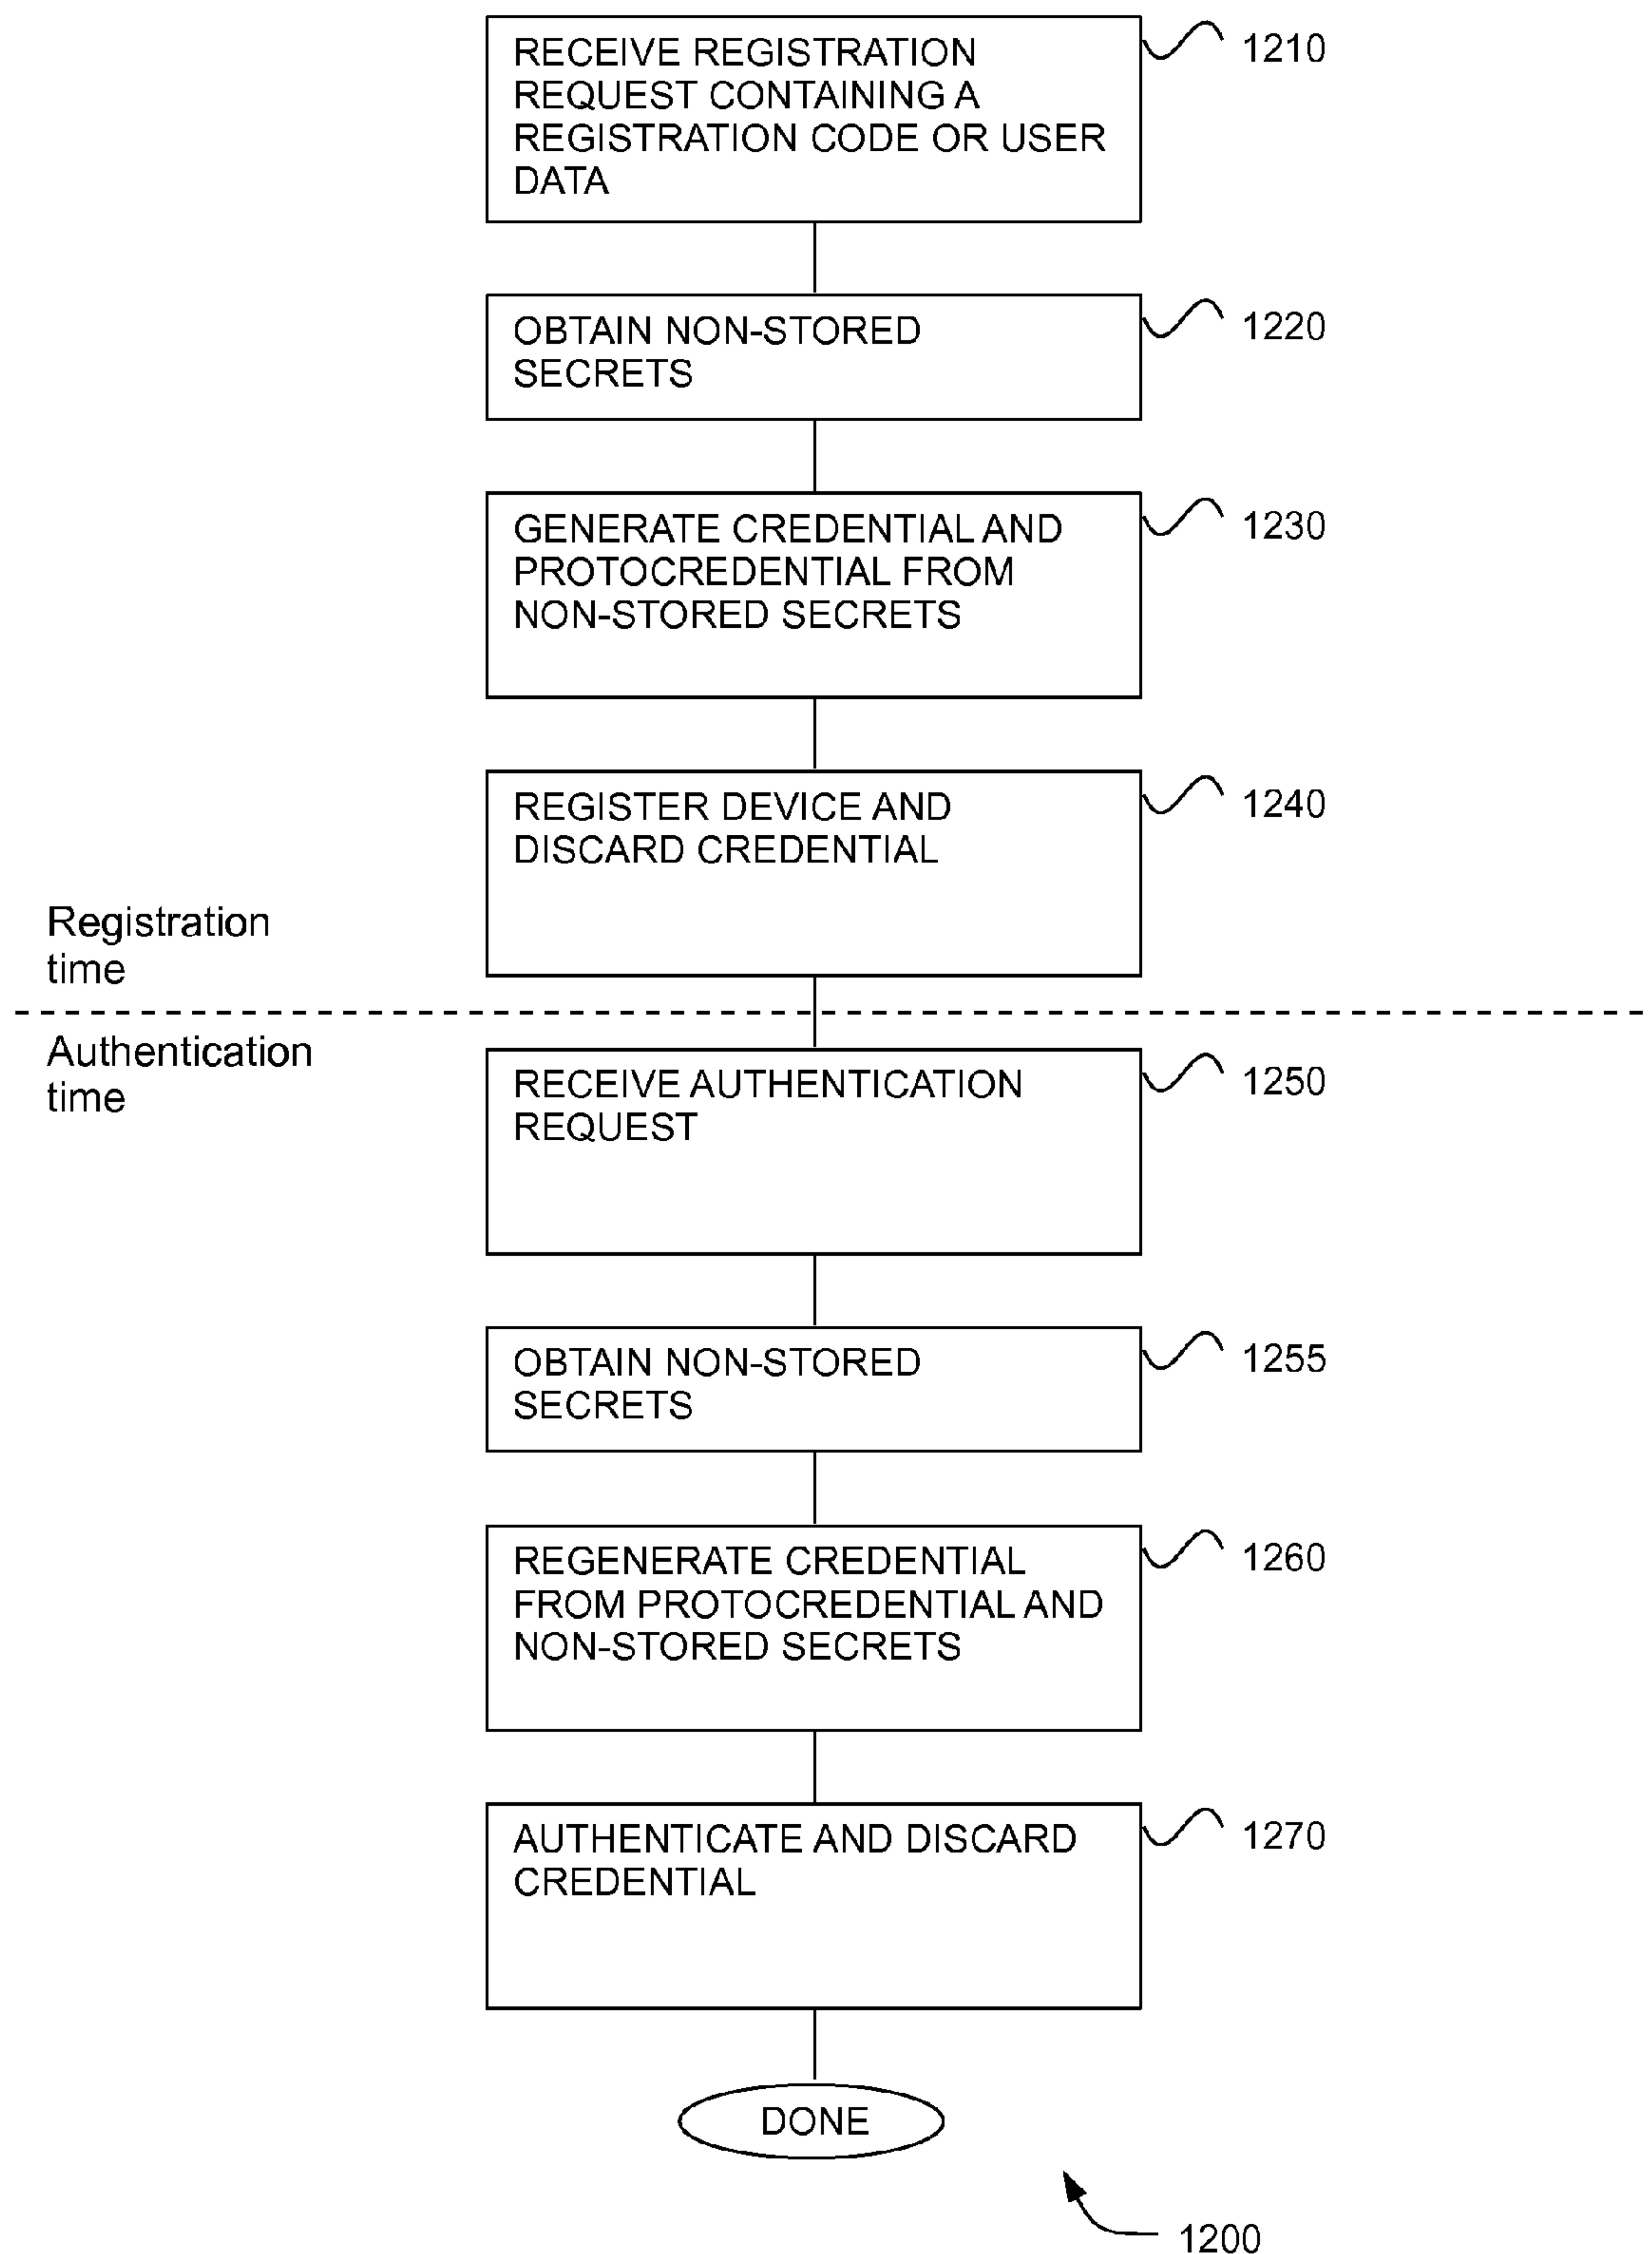 RECEIVE REGISTRATION
REQUEST CONTAINING A
REGISTRATION CODE OR USER
DATA
1210
OBTAIN NON-STORED
SECRETS
1220
GENERATE CREDENTIAL AND
PROTOCREDENTIAL FROM
NON-STORED SECRETS
1230
REGISTER DEVICE AND
DISCARD CREDENTIAL
1240
Registration
time
Authentication
time
RECEIVE AUTHENTICATION
REQUEST
1250
OBTAIN NON-STORED
SECRETS
1255
REGENERATE CREDENTIAL
FROM PROTOCREDENTIAL AND
NON-STORED SECRETS
1260
AUTHENTICATE AND DISCARD
CREDENTIAL
1270
DONE
1200